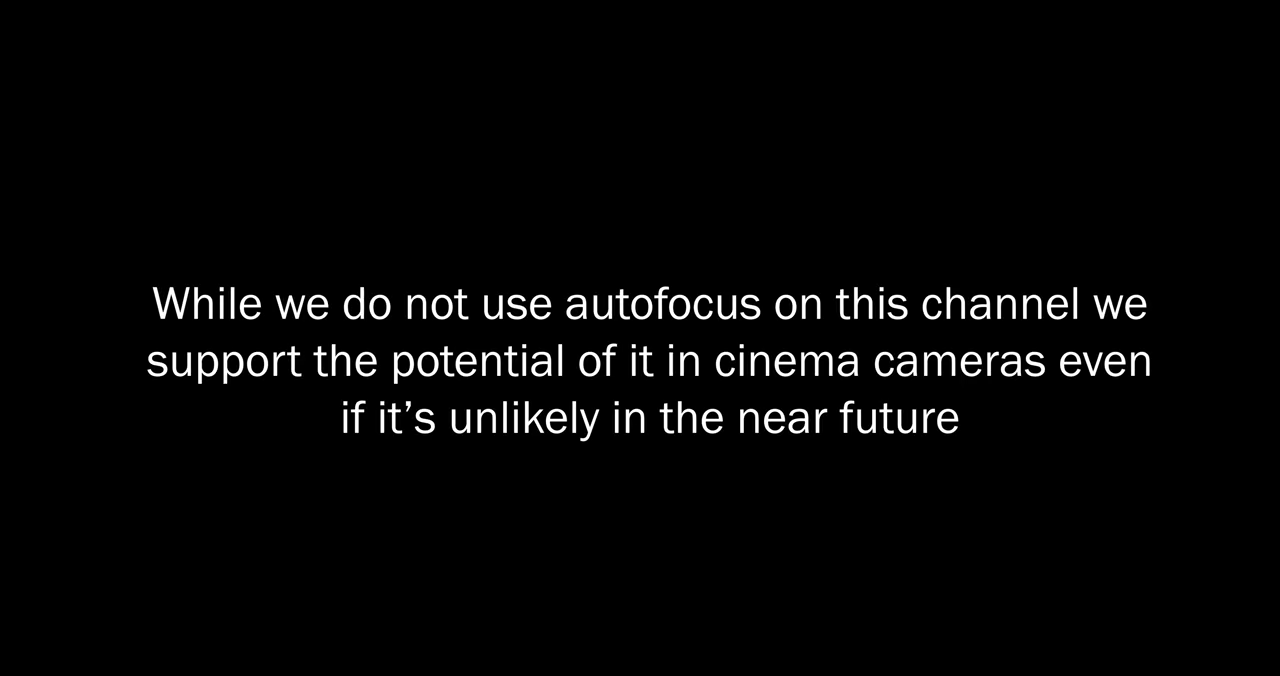 While we do not use autofocus on this channel we
support the potential of it in cinema cameras even
if it’s unlikely in the near future